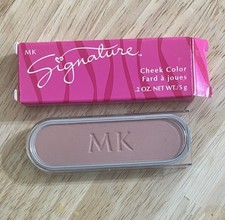 MK
Signature
Cheek Color
Fard à joues
.2 OZ. NET WT./5 g
MK